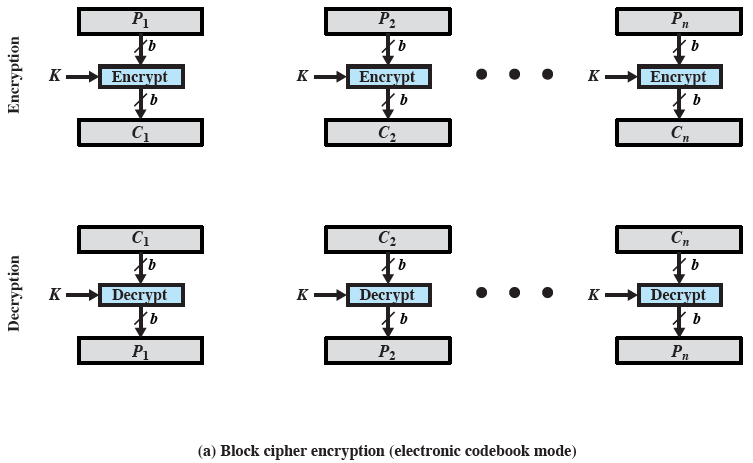 Encryption
P1 P2 Pn
b b b
K Encrypt K Encrypt • • • K Encrypt
b b b
C1 C2 Cn
Decryption
C1 C2 Cn
b b b
K Decrypt K Decrypt • • • K Decrypt
b b b
P1 P2 Pn
(a) Block cipher encryption (electronic codebook mode)